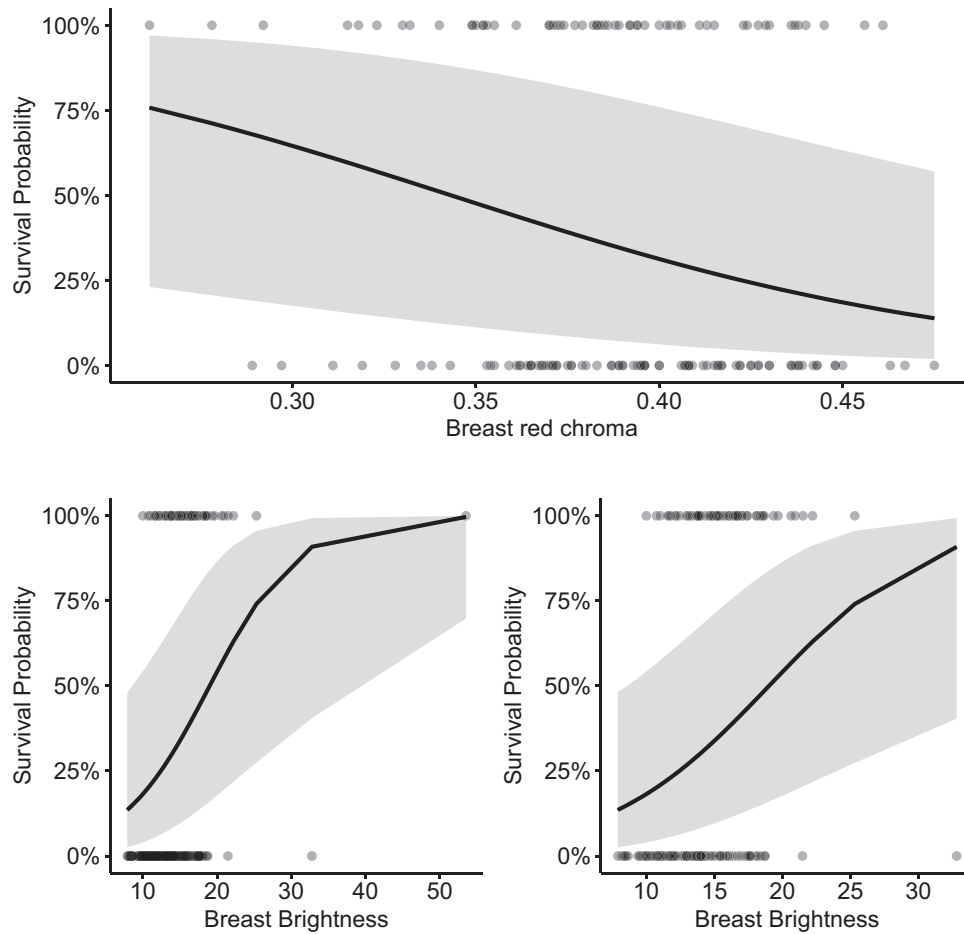 100%
75%
50%
25%
0%
Survival Probability
0.30 0.35 0.40 0.45
Breast red chroma
100%
75%
50%
25%
0%
Survival Probability
10 20 30 40 50
Breast Brightness
100%
75%
50%
25%
0%
Survival Probability
10 15 20 25 30
Breast Brightness